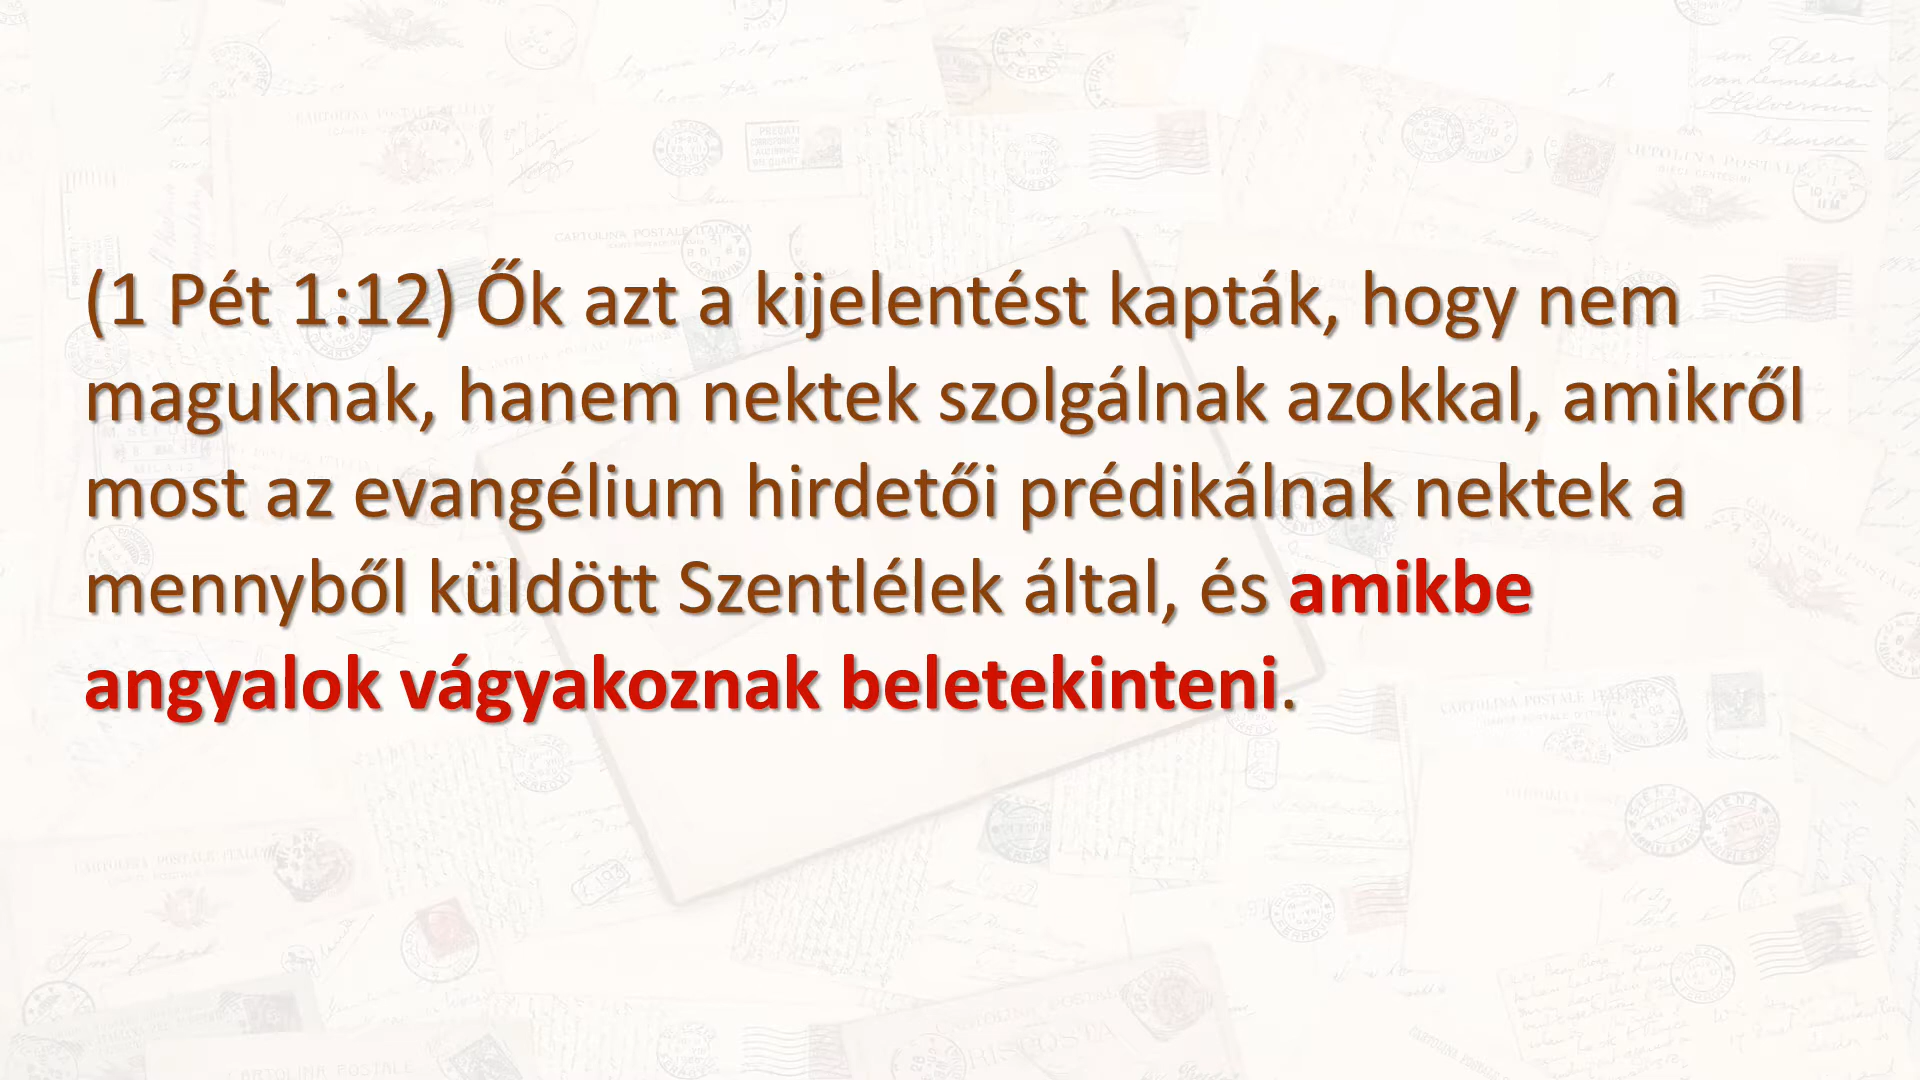 (1 Pét 1:12) Ők azt a kijelentést kapták, hogy nem
maguknak, hanem nektek szolgálnak azokkal, amikről
most az evangélium hirdetői prédikálnak nektek a
mennyből küldött Szentlélek által, és amikbe
angyalok vágyakoznak beletekinteni.